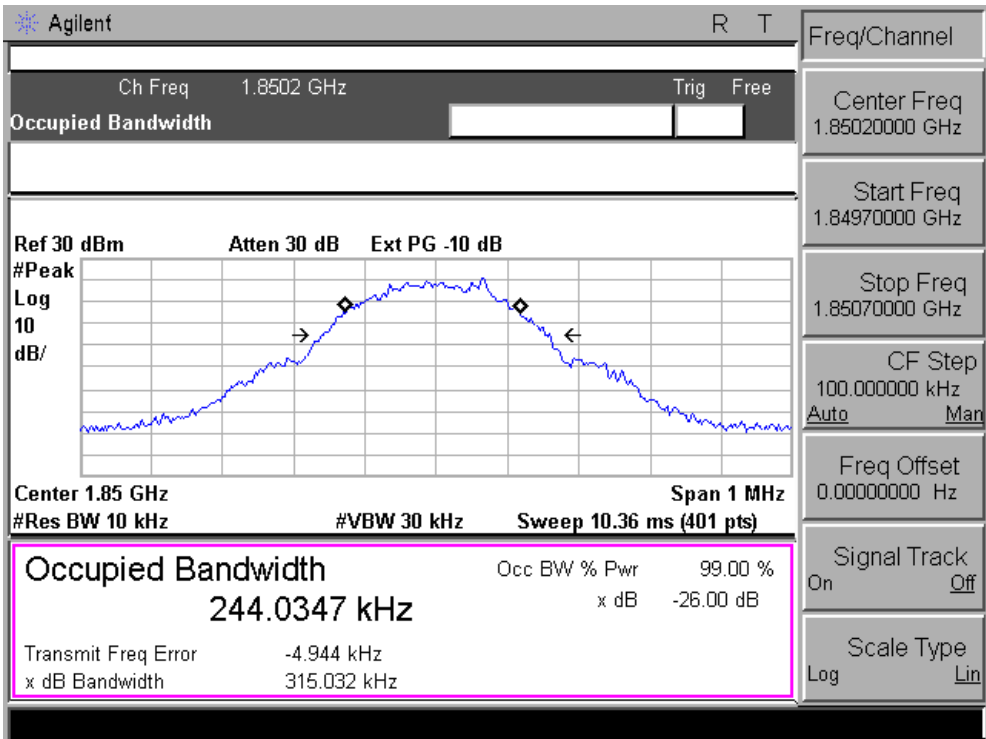 Agilent R T
Ch Freq 1.8502 GHz Trig Free
Occupied Bandwidth
Ref 30 dBm Atten 30 dB Ext PG -10 dB
#Peak
Log
10
dB/
Center 1.85 GHz Span 1 MHz
#Res BW 10 kHz #VBW 30 kHz Sweep 10.36 ms (401 pts)
Occupied Bandwidth
244.0347 kHz
Occ BW % Pwr 99.00 %
x dB -26.00 dB
Transmit Freq Error -4.944 kHz
x dB Bandwidth 315.032 kHz
Freq/Channel
Center Freq
1.85020000 GHz
Start Freq
1.84970000 GHz
Stop Freq
1.85070000 GHz
CF Step
100.000000 kHz
Auto Man
Freq Offset
0.00000000 Hz
Signal Track
On Off
Scale Type
Log Lin